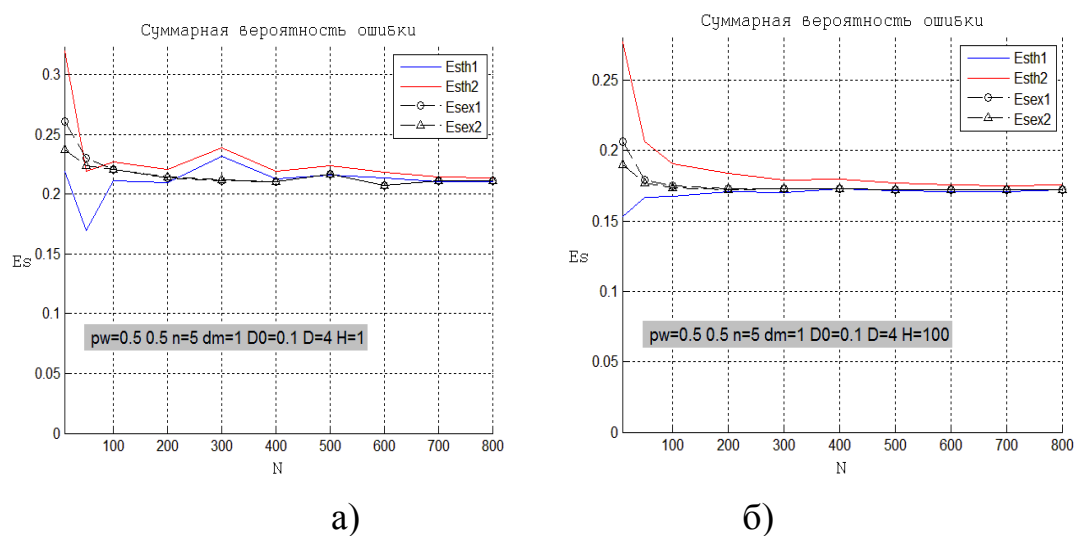 Суммарная вероятность ошибки
Esth1
Esth2
Esex1
Esex2
0.3
0.25
0.2
0.15
0.1
0.05
0
Es
pw=0.5 0.5 n=5 dm=1 D0=0.1 D=4 H=1
100 200 300 400 500 600 700 800
N
а)
Суммарная вероятность ошибки
Esth1
Esth2
Esex1
Esex2
0.25
0.2
0.15
0.1
0.05
0
Es
pw=0.5 0.5 n=5 dm=1 D0=0.1 D=4 H=100
100 200 300 400 500 600 700 800
N
б)